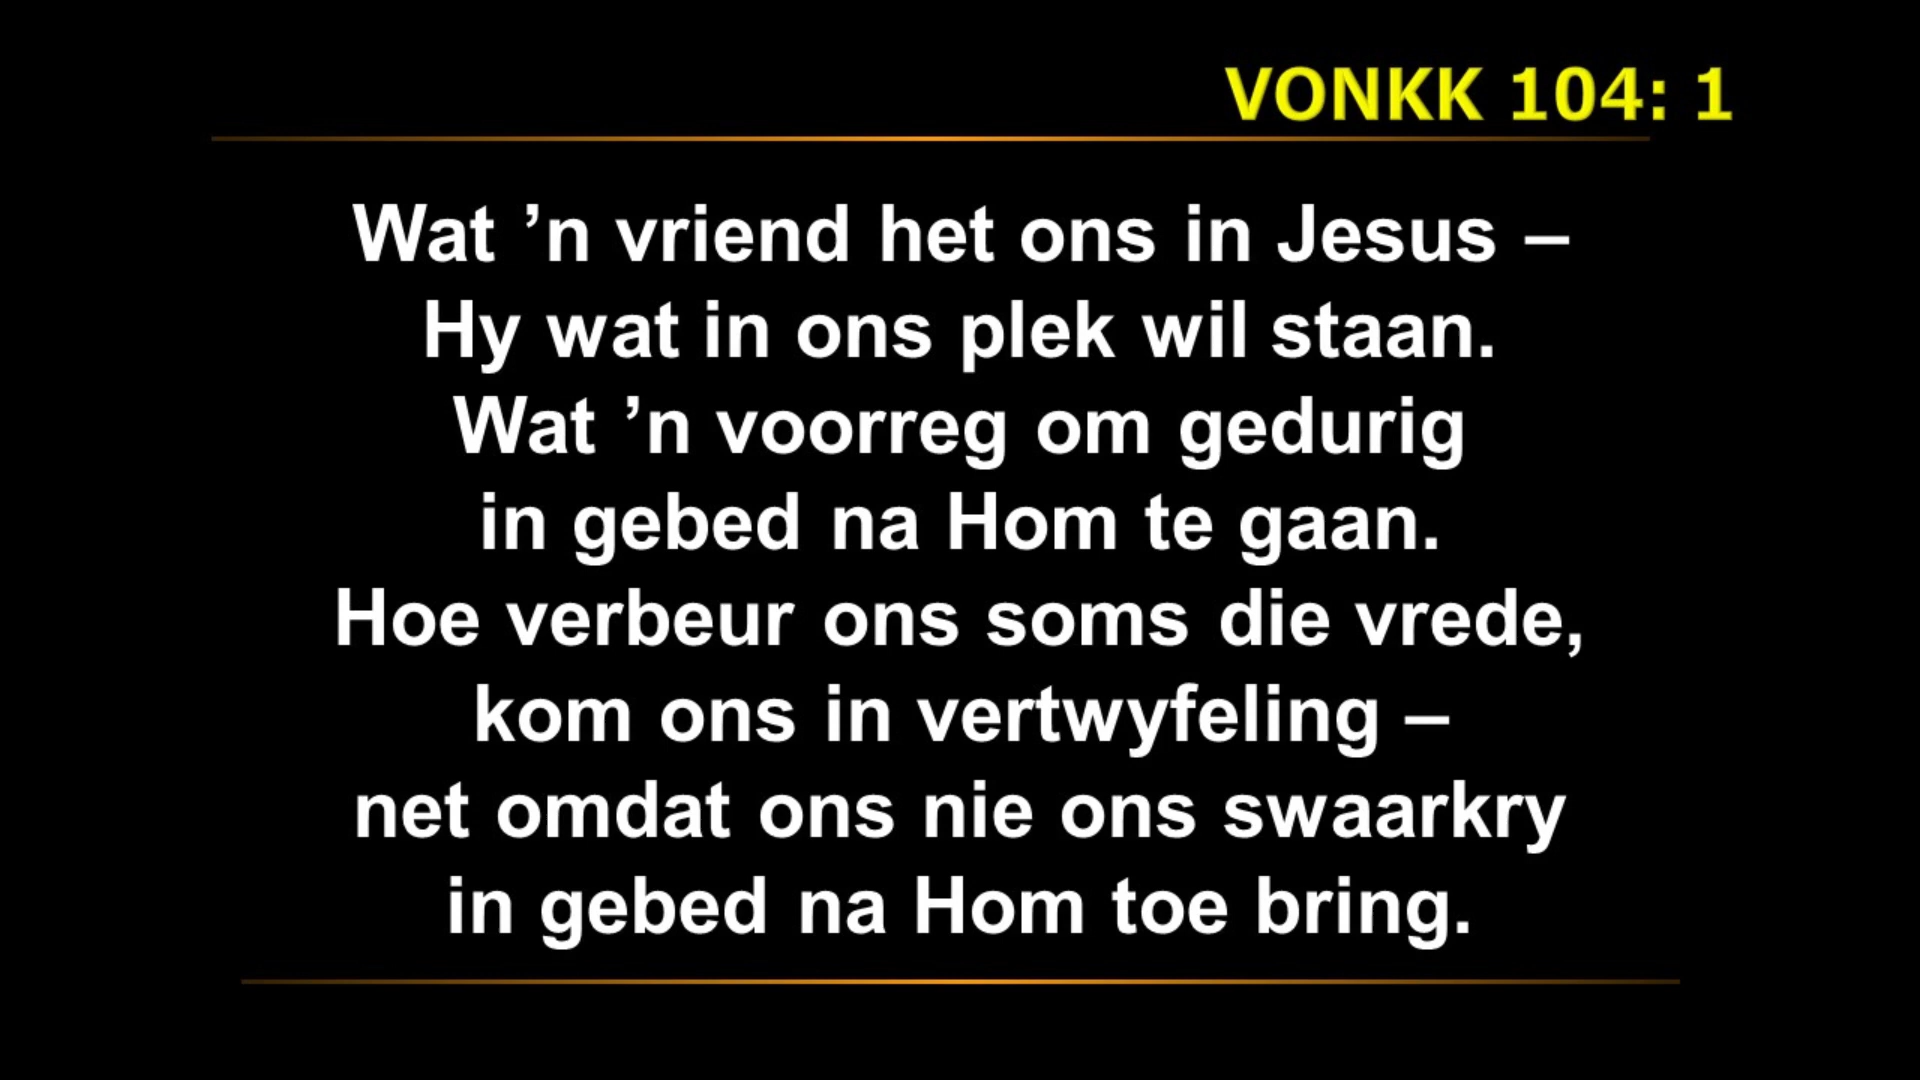 VONKK 104: 1
Wat ’n vriend het ons in Jesus –
Hy wat in ons plek wil staan.
Wat ’n voorreg om gedurig
in gebed na Hom te gaan.
Hoe verbeur ons soms die vrede,
kom ons in vertwyfeling –
net omdat ons nie ons swaarkry
in gebed na Hom toe bring.